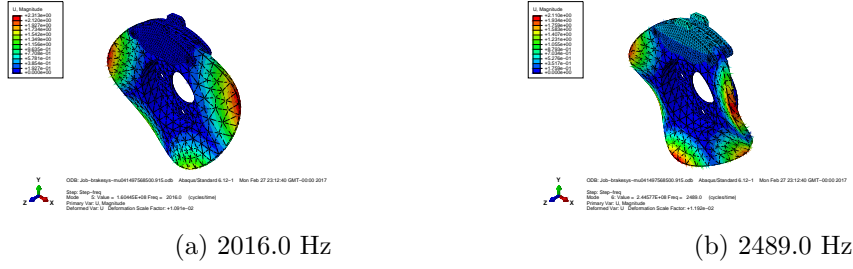 U, Magnitude
+2.313e+00
+2.120e+00
+1.927e+00
+1.734e+00
+1.542e+00
+1.349e+00
+1.156e+00
+9.635e-01
+7.708e-01
+5.781e-01
+3.854e-01
+1.927e-01
+0.000e+00
Y
Z X
ODB: Job-brakesys-mu041487568500.915.odb Abaqus/Standard 6.12-1 Mon Feb 27 23:12:40 GMT-00:00 2017
Step: Step-freq
Mode 5: Value = 1.60445E+08 Freq = 2016.0 (cycles/time)
Primary Var: U, Magnitude
Deformed Var: U Deformation Scale Factor: +1.091e-02
(a) 2016.0 Hz
U, Magnitude
+2.110e+00
+1.934e+00
+1.759e+00
+1.583e+00
+1.407e+00
+1.231e+00
+1.055e+00
+8.793e-01
+7.034e-01
+5.276e-01
+3.517e-01
+1.759e-01
+0.000e+00
Y
Z X
ODB: Job-brakesys-mu041487568500.915.odb Abaqus/Standard 6.12-1 Mon Feb 27 23:12:40 GMT-00:00 2017
Step: Step-freq
Mode 6: Value = 2.44577E+08 Freq = 2489.0 (cycles/time)
Primary Var: U, Magnitude
Deformed Var: U Deformation Scale Factor: +1.192e-02
(b) 2489.0 Hz